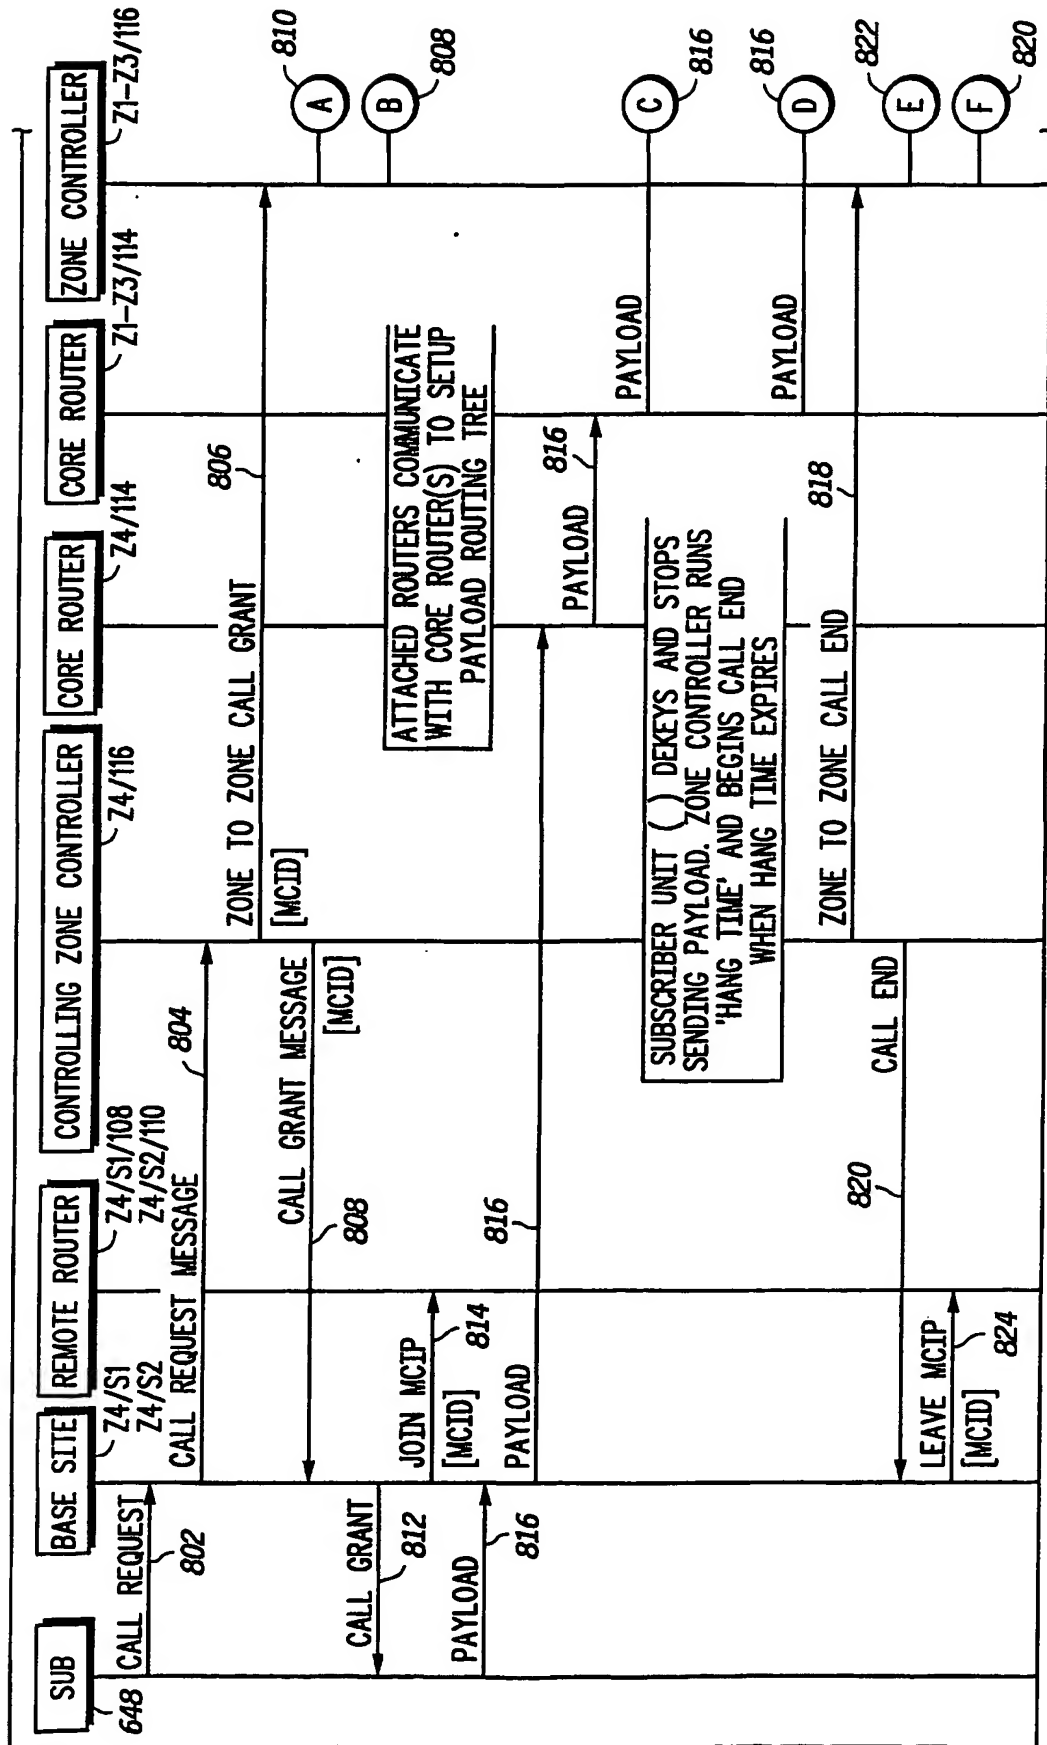 SUB
648
BASE SITE
Z4/S1
Z4/S2
REMOTE ROUTER
Z4/S1/108
Z4/S2/110
CONTROLLING ZONE CONTROLLER
Z4/116
CORE ROUTER
Z4/114
CORE ROUTER
Z1-Z3/114
ZONE CONTROLLER
Z1-Z3/116
CALL REQUEST
802
CALL REQUEST MESSAGE
804
ZONE TO ZONE CALL GRANT
806
[MCID]
CALL GRANT MESSAGE
808
[MCID]
A
810
CALL GRANT
812
B
808
ATTACHED ROUTERS COMMUNICATE
WITH CORE ROUTER(S) TO SETUP
PAYLOAD ROUTING TREE
JOIN MCIP
814
[MCID]
PAYLOAD
816
PAYLOAD
816
PAYLOAD
816
PAYLOAD
C
816
SUBSCRIBER UNIT ( ) DEKEYS AND STOPS
SENDING PAYLOAD. ZONE CONTROLLER RUNS
'HANG TIME' AND BEGINS CALL END
WHEN HANG TIME EXPIRES
PAYLOAD
D
816
ZONE TO ZONE CALL END
818
CALL END
820
E
822
LEAVE MCIP
824
[MCID]
F
820